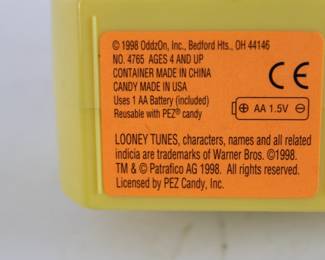 © 1998 OddzOn, Inc., Bedford Hts., OH 44146
NO. 4765 AGES 4 AND UP
CONTAINER MADE IN CHINA
CANDY MADE IN USA
Uses 1 AA Battery (included)
Reusable with PEZ® candy
CE
⊕ AA 1.5V ⊖
LOONEY TUNES, characters, names and all related
indicia are trademarks of Warner Bros. ©1998.
TM & © Patrafico AG 1998. All rights reserved.
Licensed by PEZ Candy, Inc.